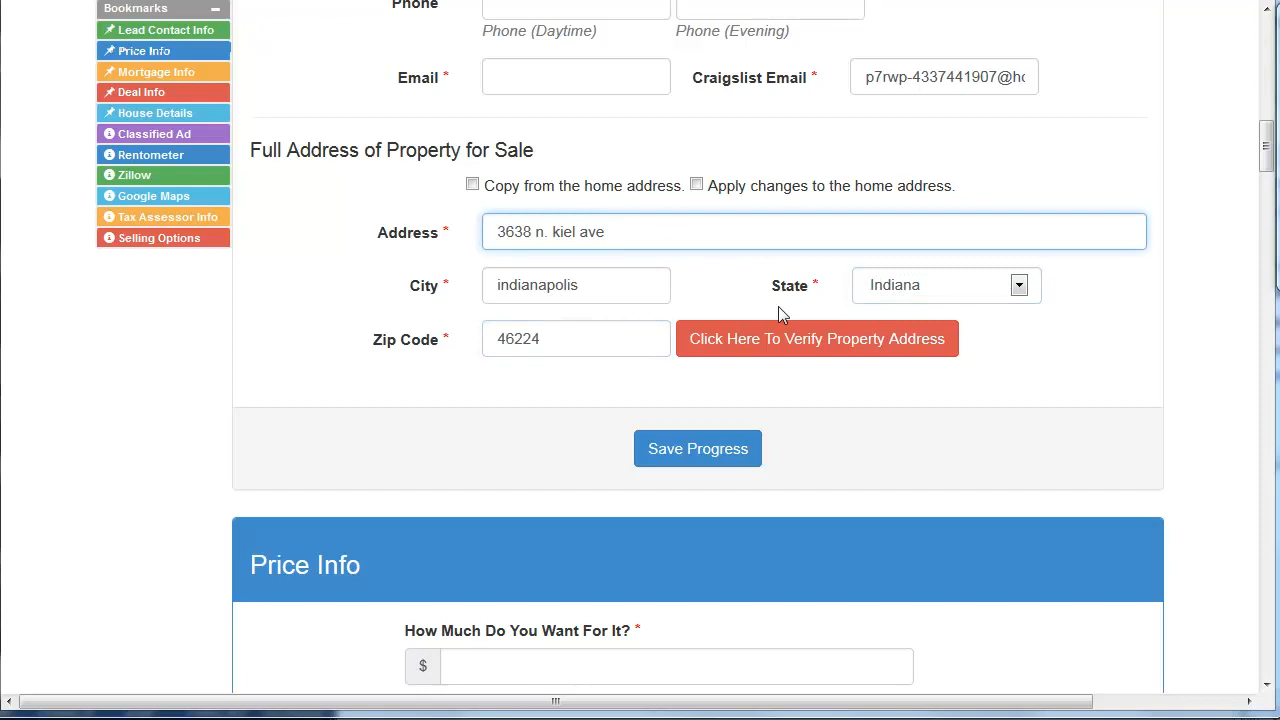 Bookmarks
Lead Contact Info
Price Info
Mortgage Info
Deal Info
House Details
Classified Ad
Rentometer
Zillow
Google Maps
Tax Assessor Info
Selling Options
Phone
Phone (Daytime) Phone (Evening)
Email * Craigslist Email * p7rwp-4337441907@hc
Full Address of Property for Sale
Copy from the home address. Apply changes to the home address.
Address * 3638 n. kiel ave
City * indianapolis State * Indiana
Zip Code * 46224 Click Here To Verify Property Address
Save Progress
Price Info
How Much Do You Want For It? *
$